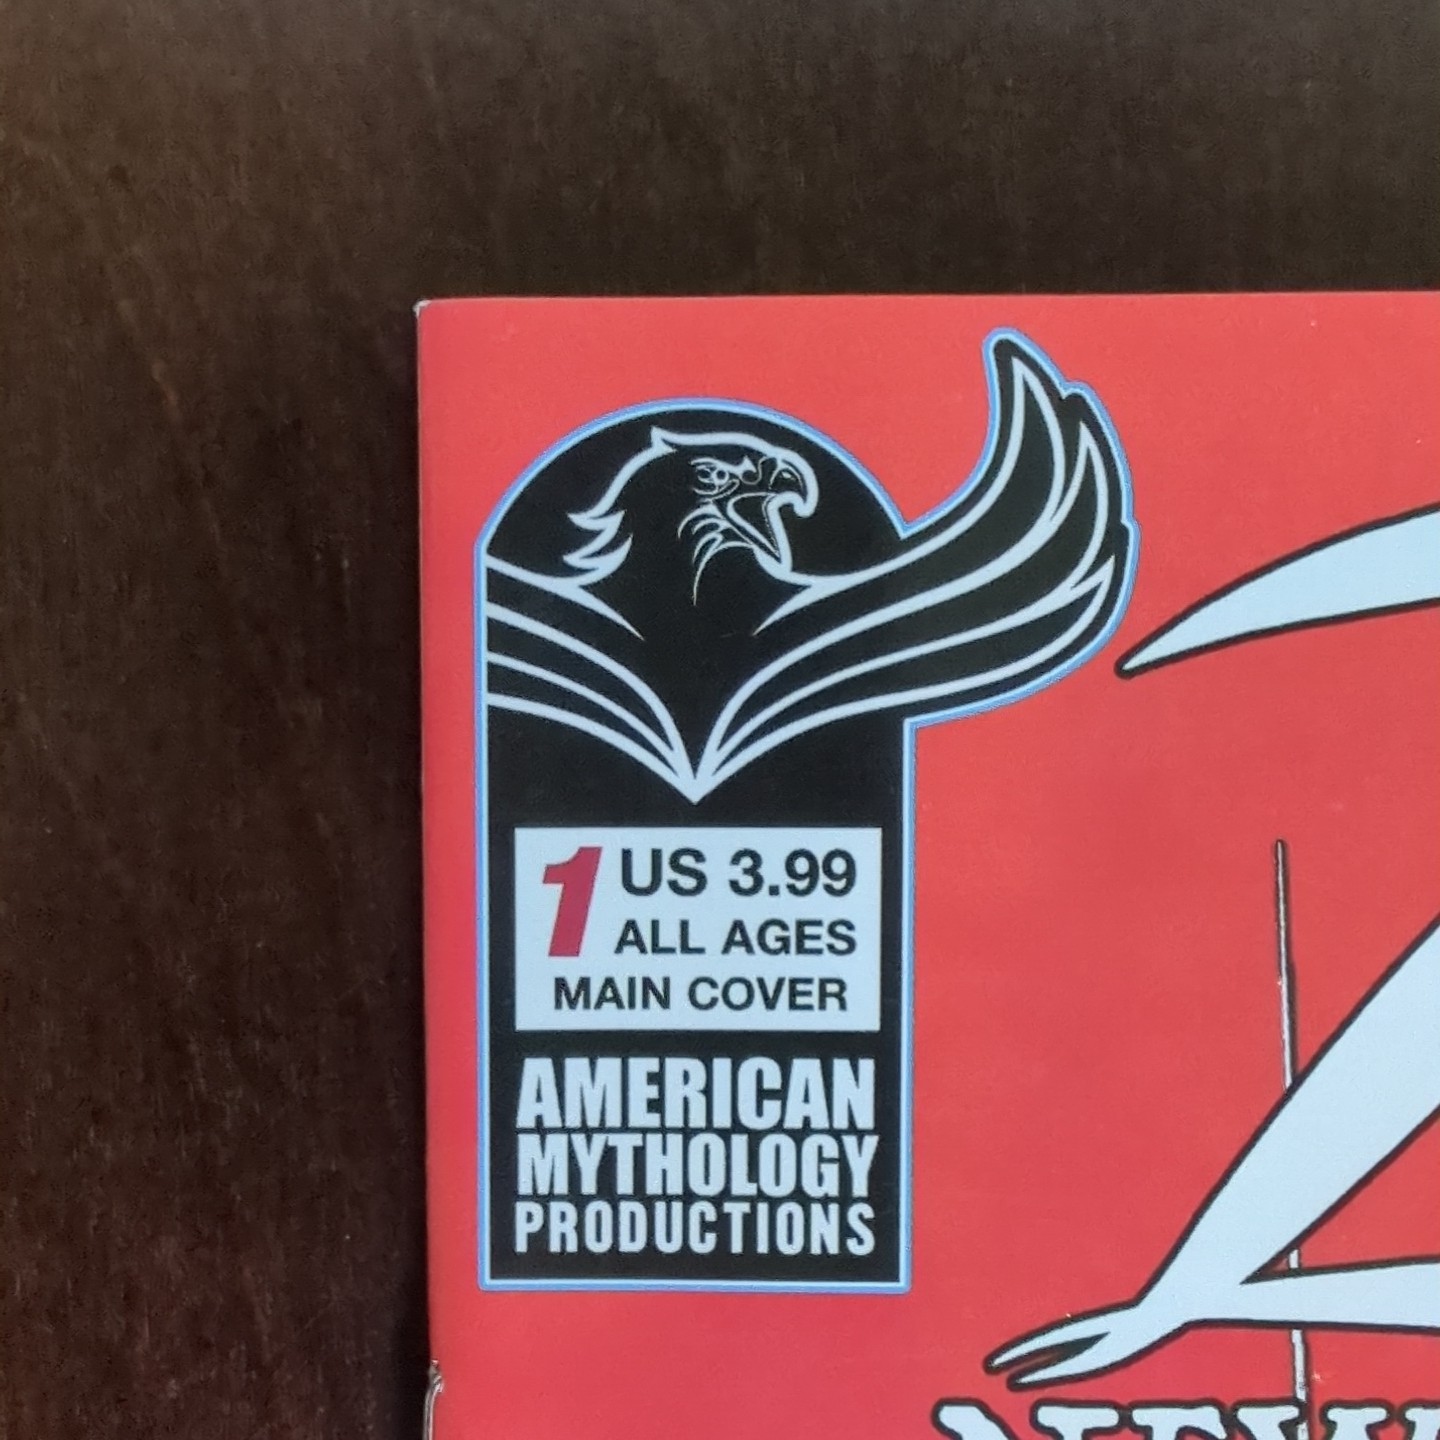 1 US 3.99
ALL AGES
MAIN COVER
AMERICAN
MYTHOLOGY
PRODUCTIONS